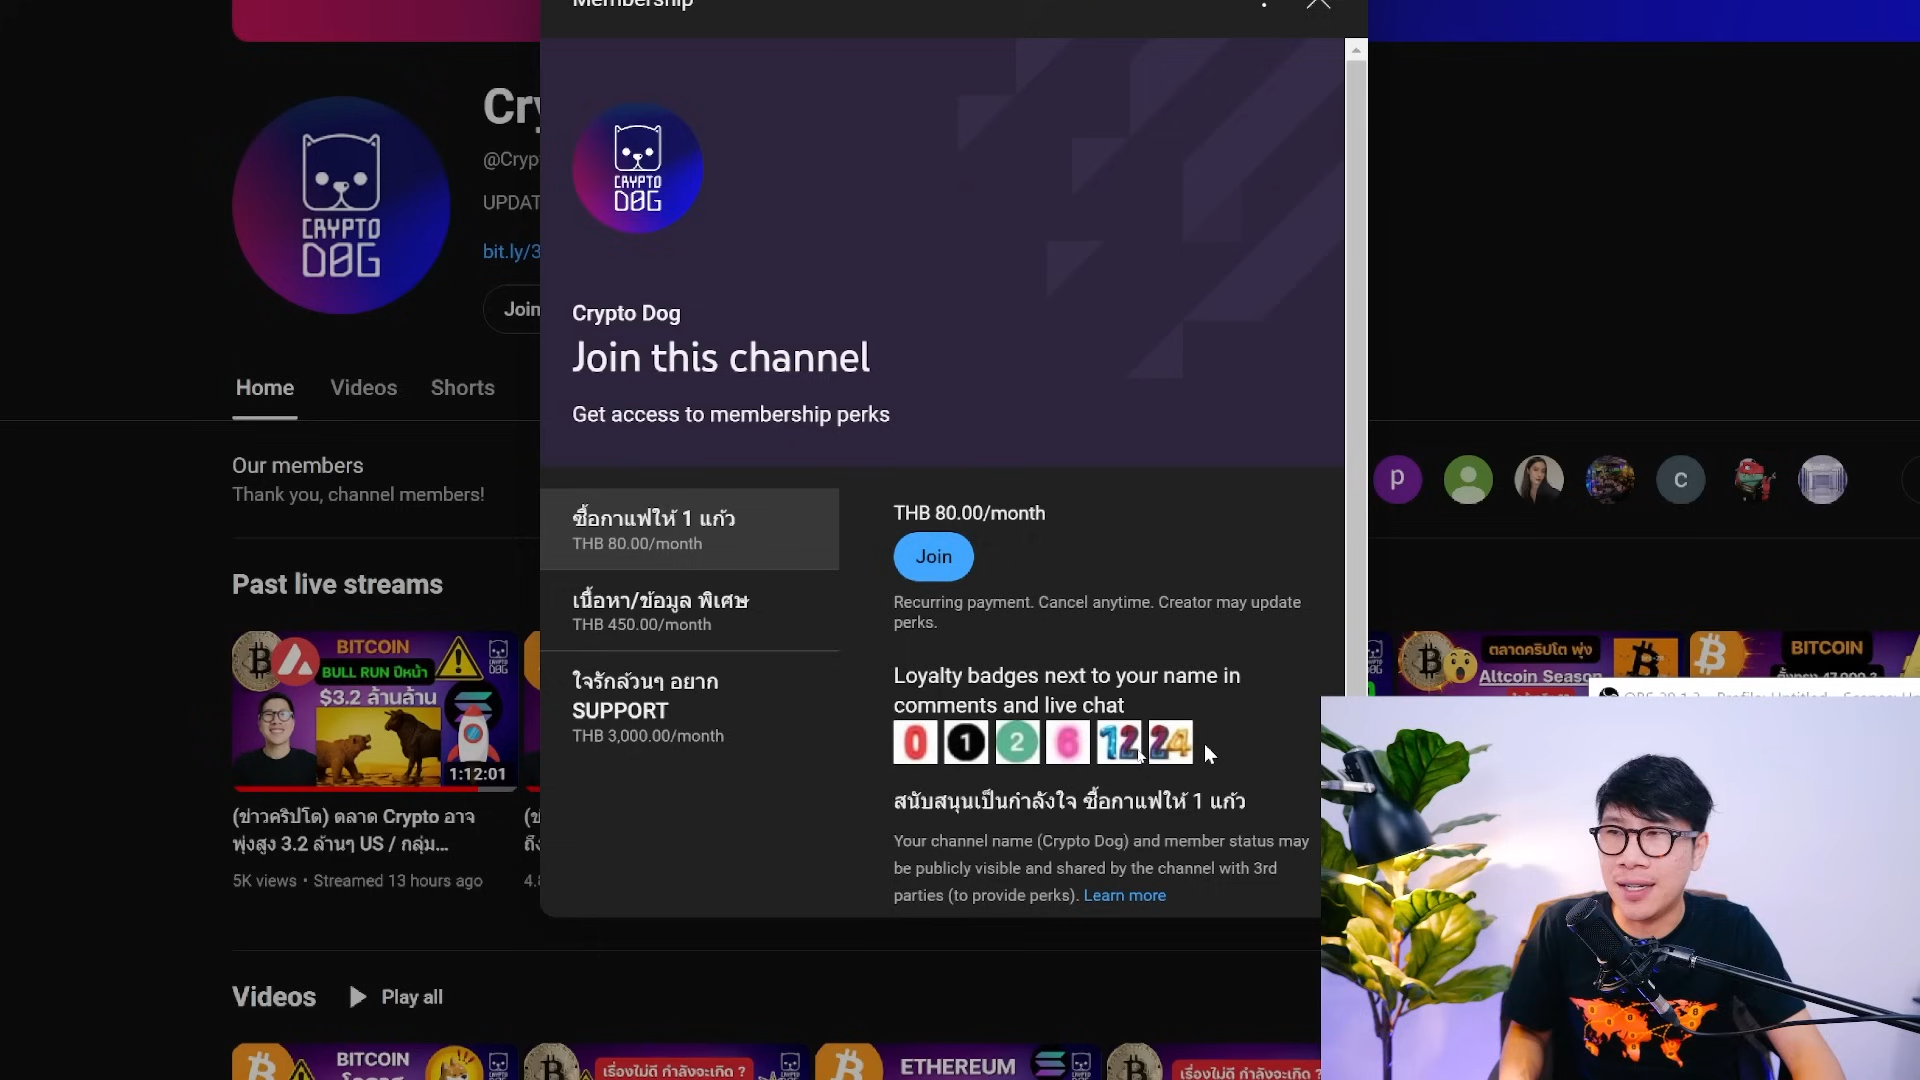 Membership
CRYPTO
DOG
Crypto Dog
Join this channel
Get access to membership perks
CRYPTO
DOG
@Cryp
UPDAT
bit.ly/3
Join
Home
Videos
Shorts
Our members
Thank you, channel members!
p
c
ซื้อกาแฟให้ 1 แก้ว
THB 80.00/month
เนื้อหา/ข้อมูล พิเศษ
THB 450.00/month
ใจรักล้วนๆ อยาก
SUPPORT
THB 3,000.00/month
THB 80.00/month
Join
Recurring payment. Cancel anytime. Creator may update
perks.
Loyalty badges next to your name in
comments and live chat
0 1 2 6 12 24
สนับสนุนเป็นกำลังใจ ซื้อกาแฟให้ 1 แก้ว
Your channel name (Crypto Dog) and member status may
be publicly visible and shared by the channel with 3rd
parties (to provide perks). Learn more
Past live streams
BITCOIN
BULL RUN ปีหน้า
$3.2 ล้านล้าน
1:12:01
(ข่าวคริปโต) ตลาด Crypto อาจ
พุ่งสูง 3.2 ล้านๆ US / กลุ่ม...
5K views • Streamed 13 hours ago
4.8
ตลาดคริปโต พุ่ง
Altcoin Season
BITCOIN
Videos
Play all
BITCOIN
เรื่องไม่ดี กำลังจะเกิด ?
ETHEREUM
เรื่องไม่ดี กำลังจะเกิด ?